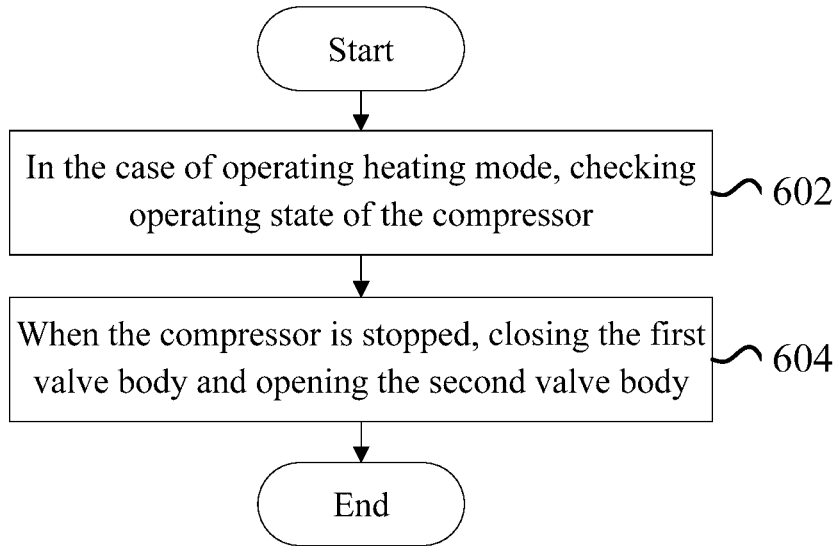 Start
In the case of operating heating mode, checking
operating state of the compressor
602
When the compressor is stopped, closing the first
valve body and opening the second valve body
604
End